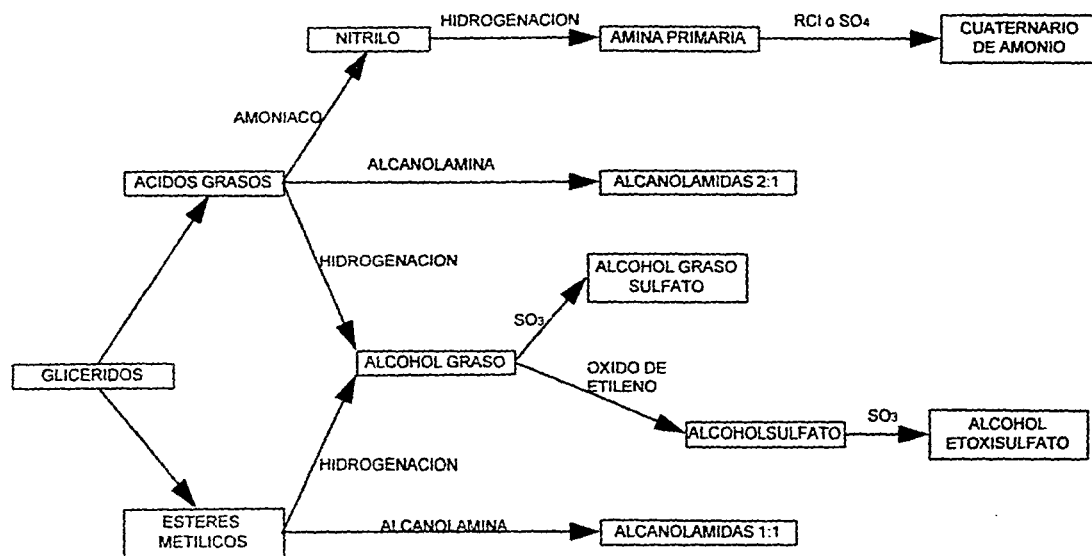 HIDROGENACION
RCl o SO₄
NITRILO
AMINA PRIMARIA
CUATERNARIO
DE AMONIO
AMONIACO
ALCANOLAMINA
ACIDOS GRASOS
ALCANOLAMIDAS 2:1
HIDROGENACION
ALCOHOL GRASO
SULFATO
SO₃
GLICERIDOS
ALCOHOL GRASO
OXIDO DE
ETILENO
ALCOHOLSULFATO
SO₃
ALCOHOL
ETOXISULFATO
HIDROGENACION
ESTERES
METILICOS
ALCANOLAMINA
ALCANOLAMIDAS 1:1